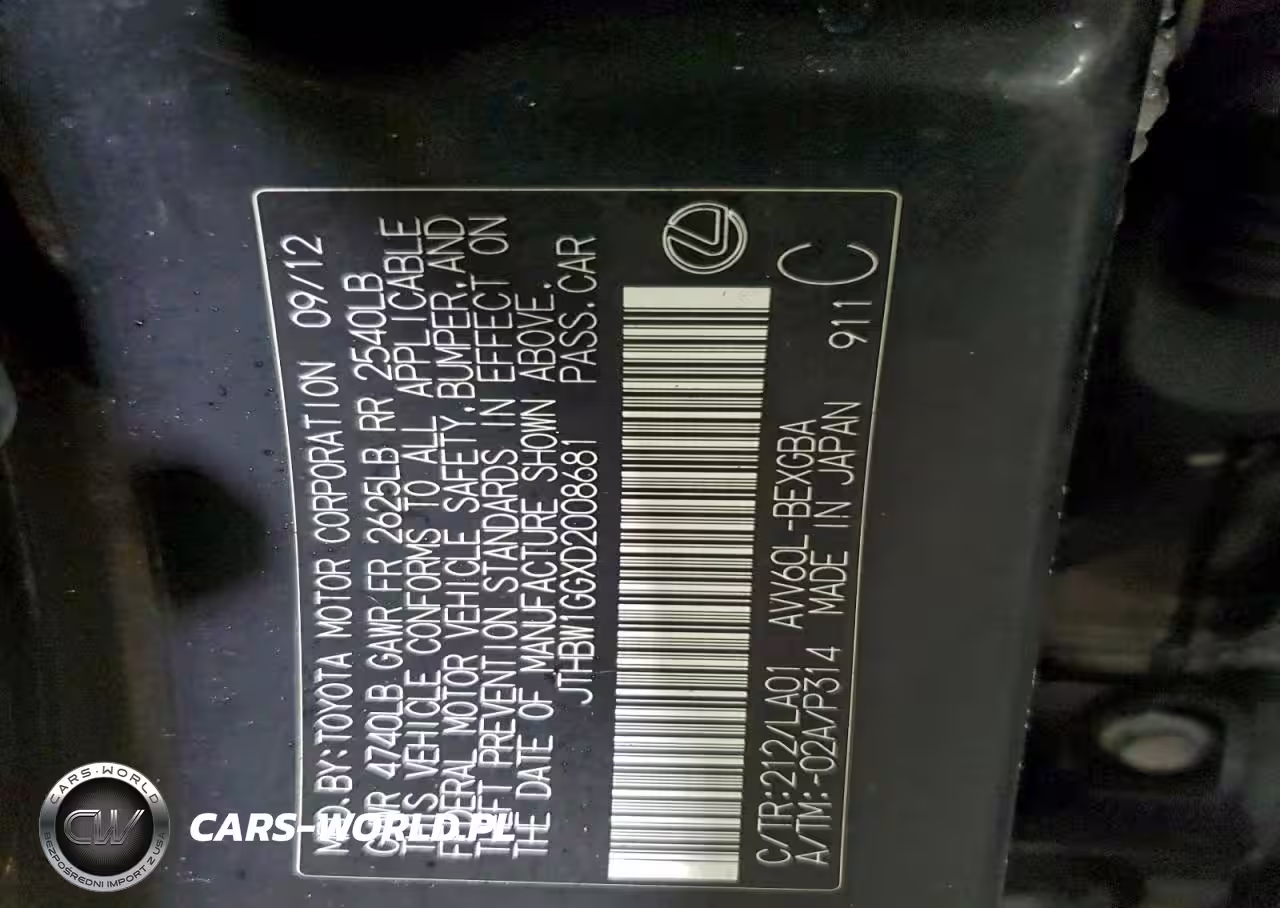 MFD.BY:TOYOTA MOTOR CORPORATION 09/12
GVWR 4740LB GAWR FR 2625LB RR 2540LB
THIS VEHICLE CONFORMS TO ALL APPLICABLE
FEDERAL MOTOR VEHICLE SAFETY,BUMPER,AND
THEFT PREVENTION STANDARDS IN EFFECT ON
THE DATE OF MANUFACTURE SHOWN ABOVE.
JTHBW1GGXD2008681 PASS.CAR
C/TR:212/LA01 AVV60L-BEXGBA
A/TM:-02A/P314 MADE IN JAPAN 911 C
CARS-WORLD
CW
BEZPOŚREDNI IMPORT Z USA
CARS-WORLD.PL